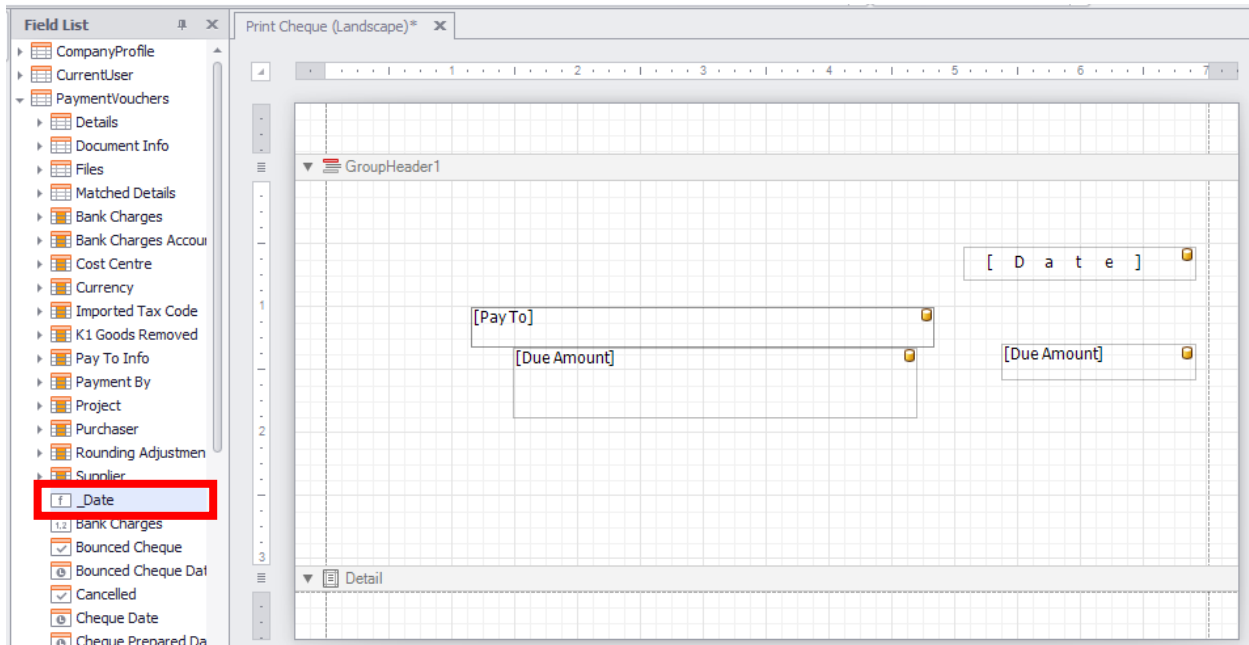 Field List
Print Cheque (Landscape)*
CompanyProfile
CurrentUser
PaymentVouchers
Details
Document Info
Files
Matched Details
Bank Charges
Bank Charges Accou
Cost Centre
Currency
Imported Tax Code
K1 Goods Removed
Pay To Info
Payment By
Project
Purchaser
Rounding Adjustmen
Supplier
f _Date
1,2 Bank Charges
Bounced Cheque
Bounced Cheque Dat
Cancelled
Cheque Date
Cheque Prepared Da
1 2 3 4 5 6 7
GroupHeader1
[ D a t e ]
1
[Pay To]
[Due Amount]
[Due Amount]
2
3
Detail